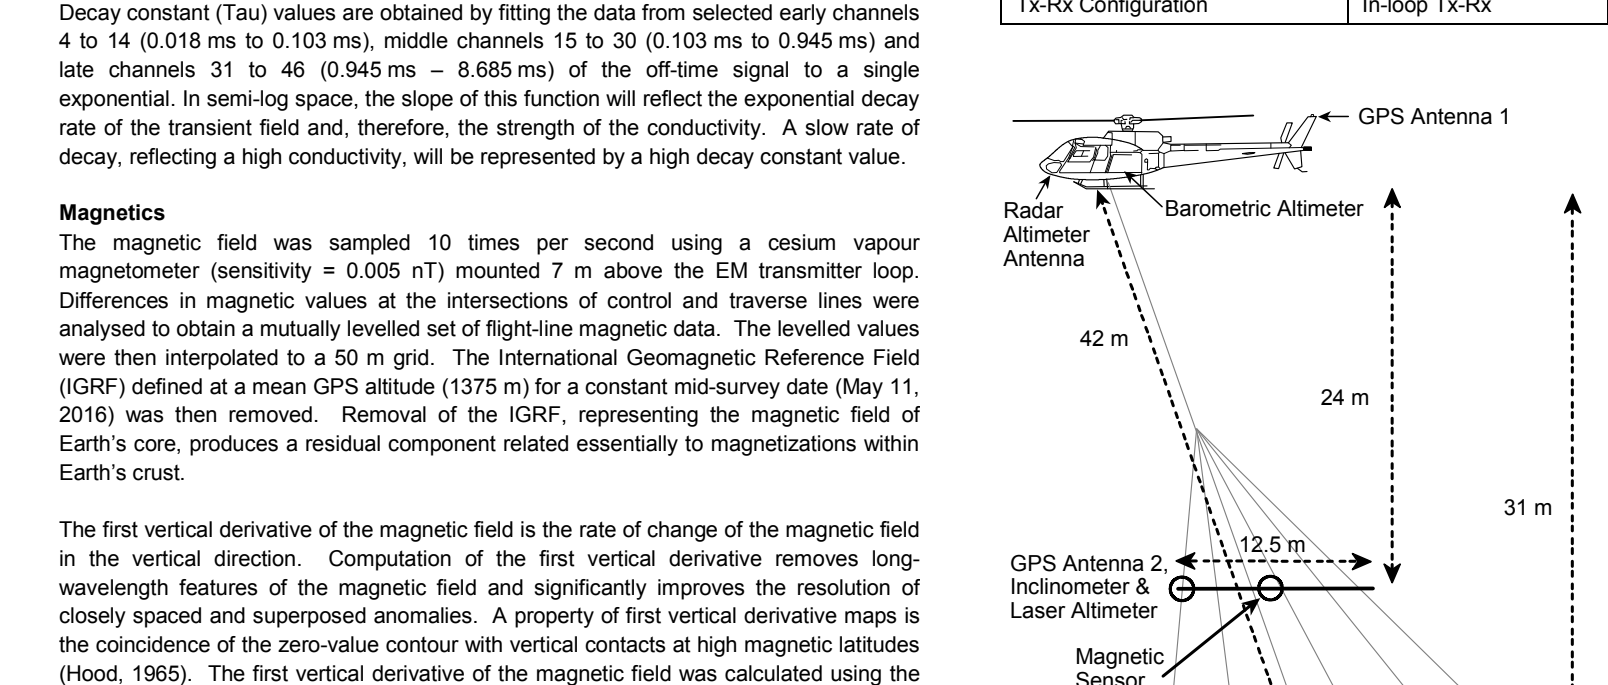 Decay constant (Tau) values are obtained by fitting the data from selected early channels
4 to 14 (0.018 ms to 0.103 ms), middle channels 15 to 30 (0.103 ms to 0.945 ms) and
late channels 31 to 46 (0.945 ms – 8.685 ms) of the off-time signal to a single
exponential. In semi-log space, the slope of this function will reflect the exponential decay
rate of the transient field and, therefore, the strength of the conductivity. A slow rate of
decay, reflecting a high conductivity, will be represented by a high decay constant value.
Magnetics
The magnetic field was sampled 10 times per second using a cesium vapour
magnetometer (sensitivity = 0.005 nT) mounted 7 m above the EM transmitter loop.
Differences in magnetic values at the intersections of control and traverse lines were
analysed to obtain a mutually levelled set of flight-line magnetic data. The levelled values
were then interpolated to a 50 m grid. The International Geomagnetic Reference Field
(IGRF) defined at a mean GPS altitude (1375 m) for a constant mid-survey date (May 11,
2016) was then removed. Removal of the IGRF, representing the magnetic field of
Earth's core, produces a residual component related essentially to magnetizations within
Earth's crust.
The first vertical derivative of the magnetic field is the rate of change of the magnetic field
in the vertical direction. Computation of the first vertical derivative removes long-
wavelength features of the magnetic field and significantly improves the resolution of
closely spaced and superposed anomalies. A property of first vertical derivative maps is
the coincidence of the zero-value contour with vertical contacts at high magnetic latitudes
(Hood, 1965). The first vertical derivative of the magnetic field was calculated using the
Tx-Rx Configuration
In-loop Tx-Rx
GPS Antenna 1
Radar
Altimeter
Antenna
Barometric Altimeter
42 m
24 m
31 m
12.5 m
GPS Antenna 2,
Inclinometer &
Laser Altimeter
Magnetic
Sensor